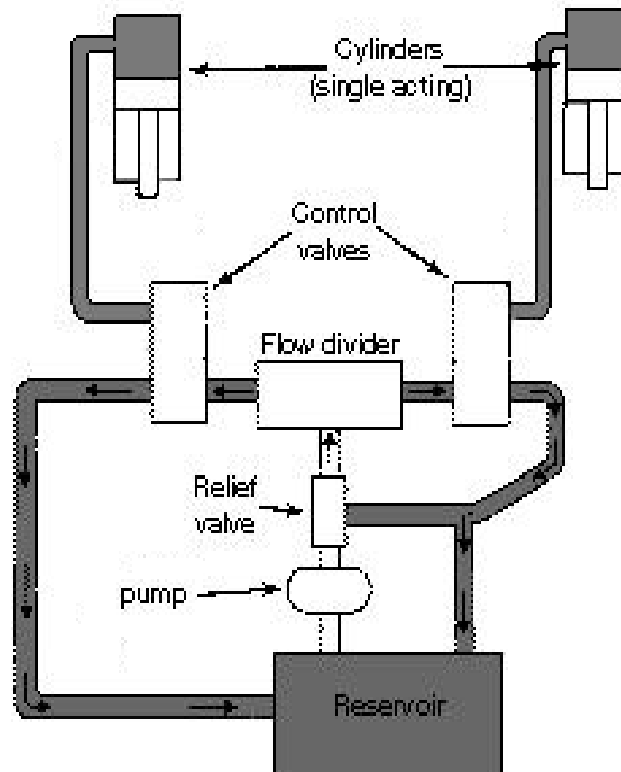 Cylinders
(single acting)
Control
valves
Flow divider
Relief
valve
pump
Reservoir